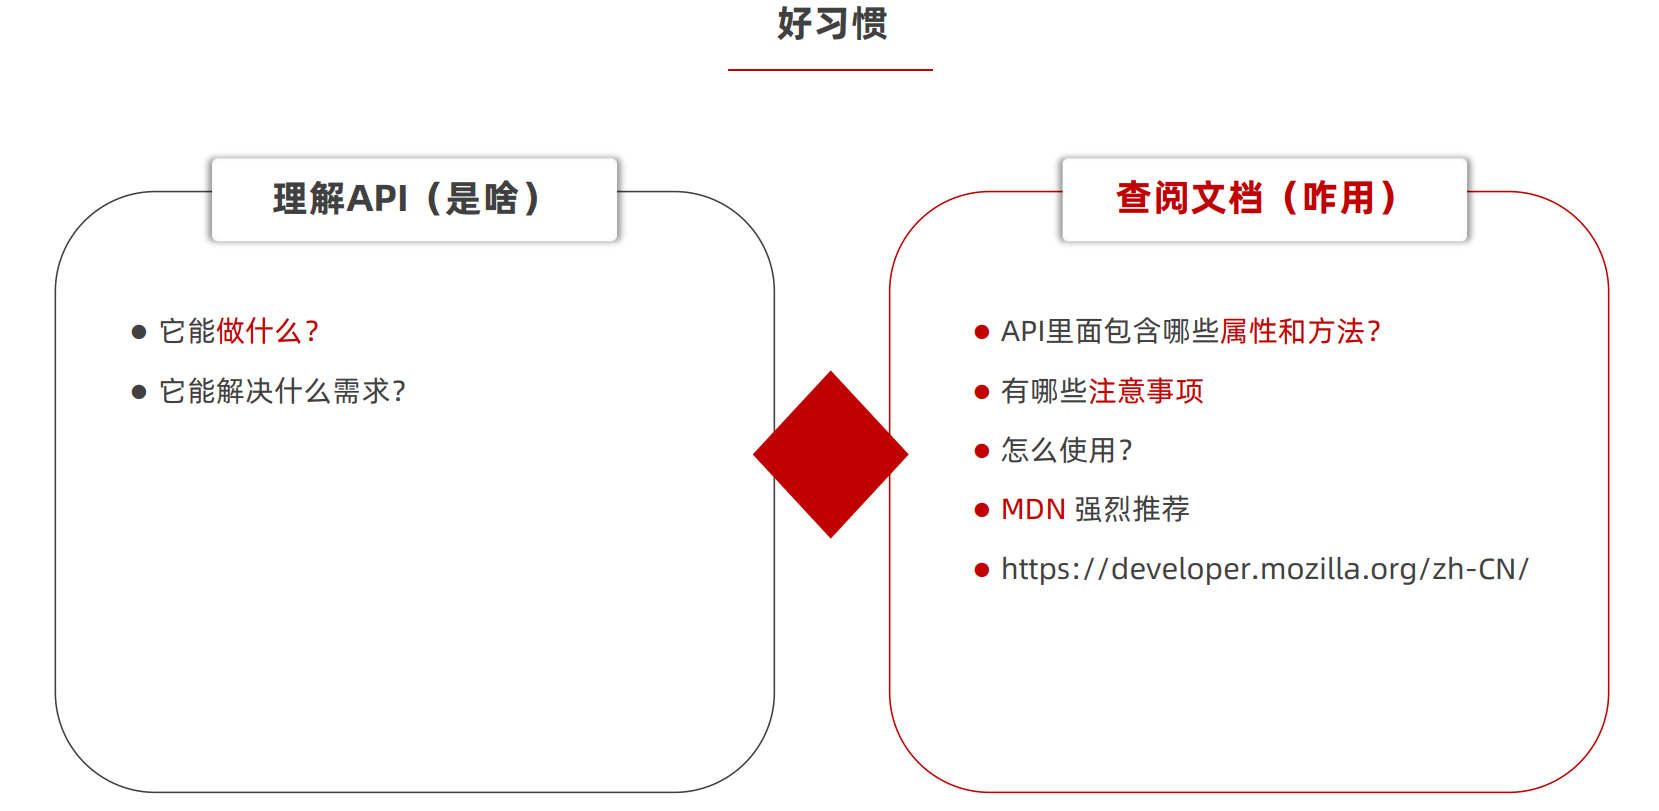 好习惯
理解API（是啥）
它能做什么？
它能解决什么需求？
查阅文档（咋用）
API里面包含哪些属性和方法？
有哪些注意事项
怎么使用？
MDN 强烈推荐
https://developer.mozilla.org/zh-CN/